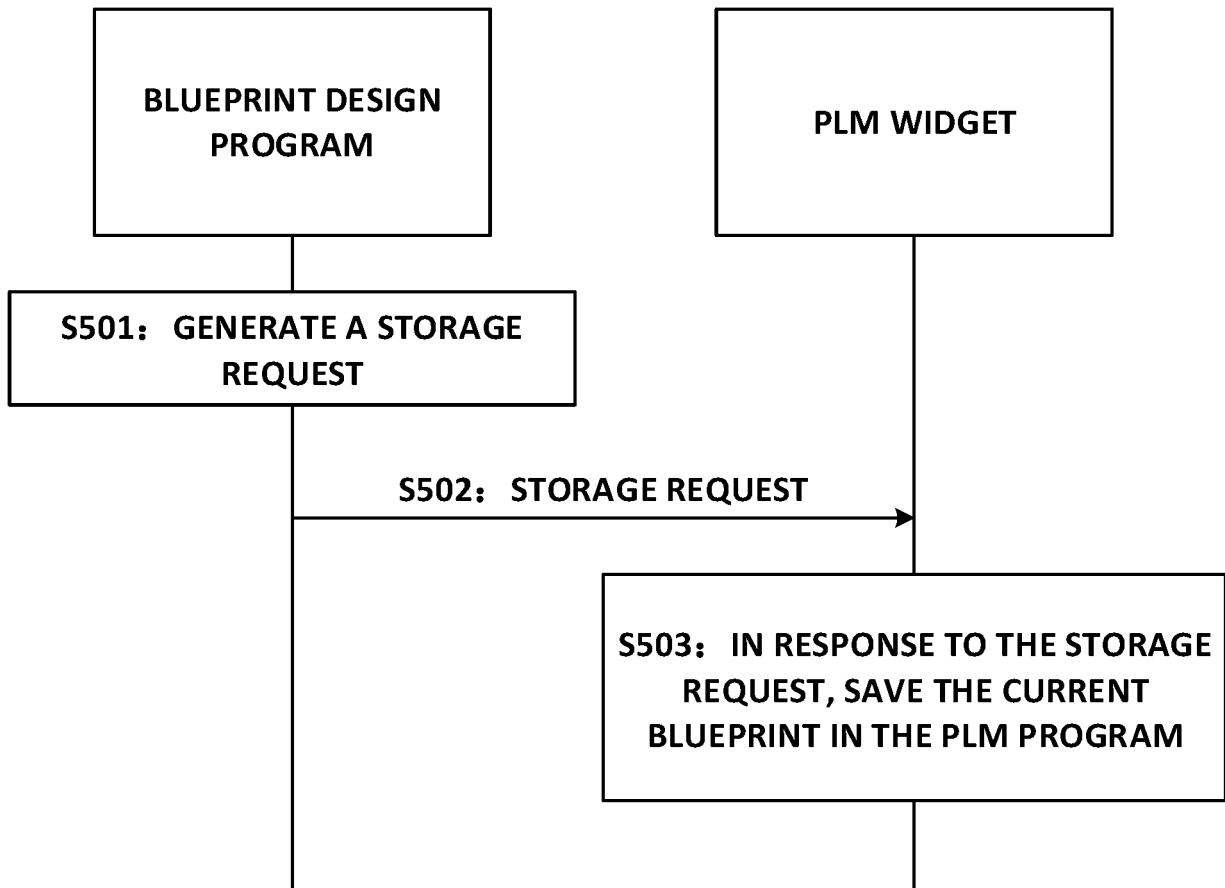 BLUEPRINT DESIGN
PROGRAM
PLM WIDGET
S501： GENERATE A STORAGE
REQUEST
S502： STORAGE REQUEST
S503： IN RESPONSE TO THE STORAGE
REQUEST, SAVE THE CURRENT
BLUEPRINT IN THE PLM PROGRAM